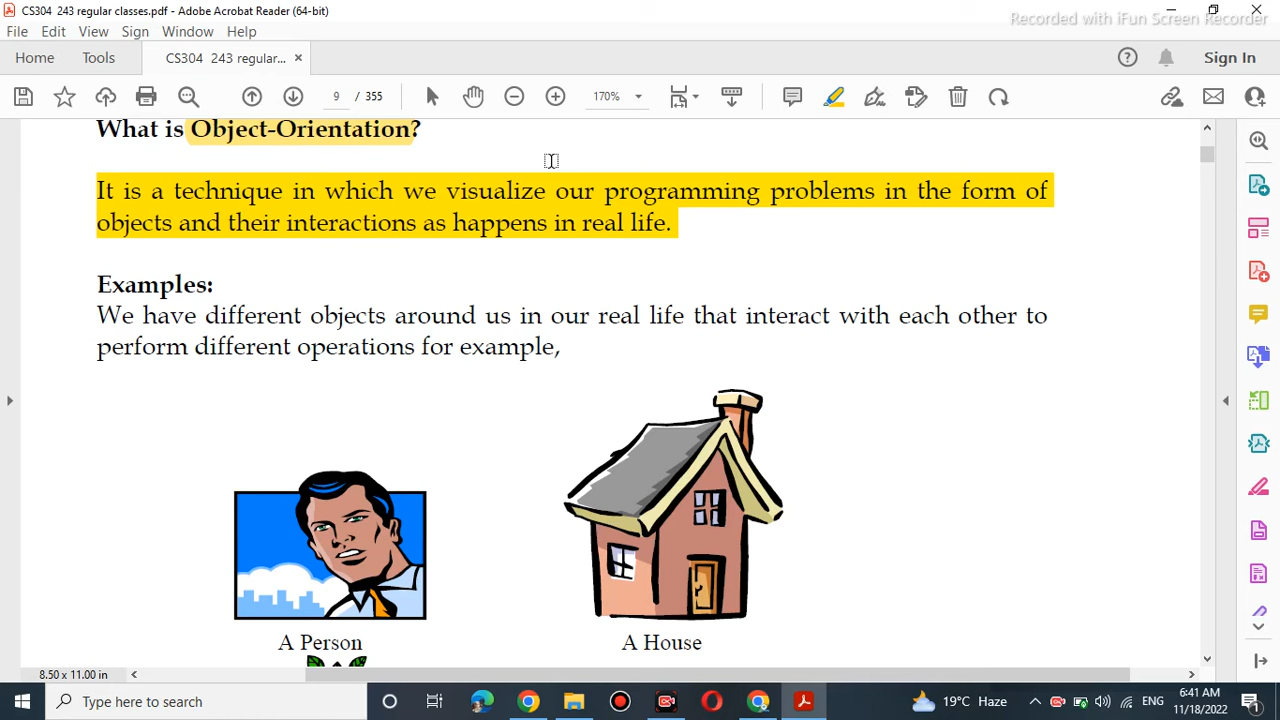 CS304 243 regular classes.pdf - Adobe Acrobat Reader (64-bit)
Recorded with iFun Screen Recorder
File Edit View Sign Window Help
Home Tools CS304 243 regular... × Sign In
9 / 355 170%
What is Object-Orientation?
It is a technique in which we visualize our programming problems in the form of
objects and their interactions as happens in real life.
Examples:
We have different objects around us in our real life that interact with each other to
perform different operations for example,
A Person A House
8.50 x 11.00 in
Type here to search 19°C Haze ENG 6:41 AM
11/18/2022 1